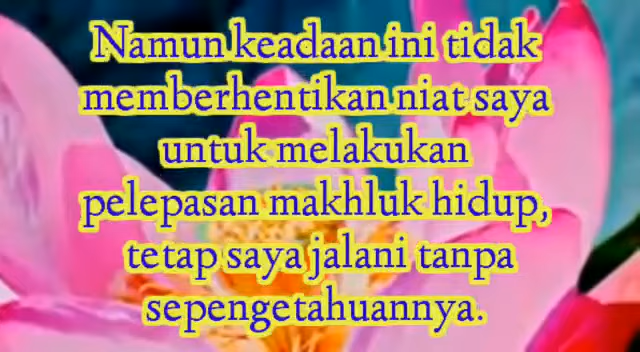 Namun keadaan ini tidak
memberhentikan niat saya
untuk melakukan
pelepasan makhluk hidup,
tetap saya jalani tanpa
sepengetahuannya.